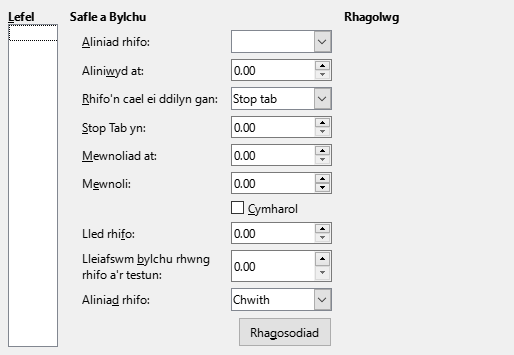 Lefel
Safle a Bylchu
Rhagolwg
Aliniad rhifo:
Aliniwyd at: 0.00
Rhifo'n cael ei ddilyn gan: Stop tab
Stop Tab yn: 0.00
Mewnoliad at: 0.00
Mewnoli: 0.00
Cymharol
Lled rhifo: 0.00
Lleiafswm bylchu rhwng
rhifo a'r testun: 0.00
Aliniad rhifo: Chwith
Rhagosodiad